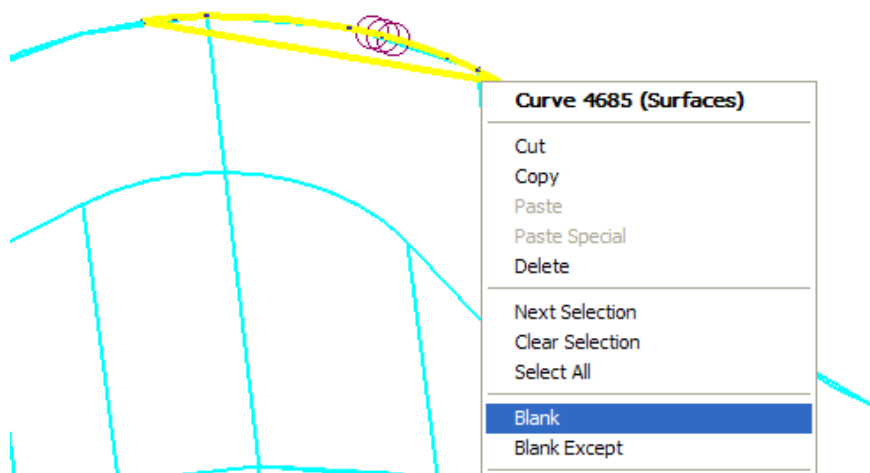 Curve 4685 (Surfaces)
Cut
Copy
Paste
Paste Special
Delete
Next Selection
Clear Selection
Select All
Blank
Blank Except